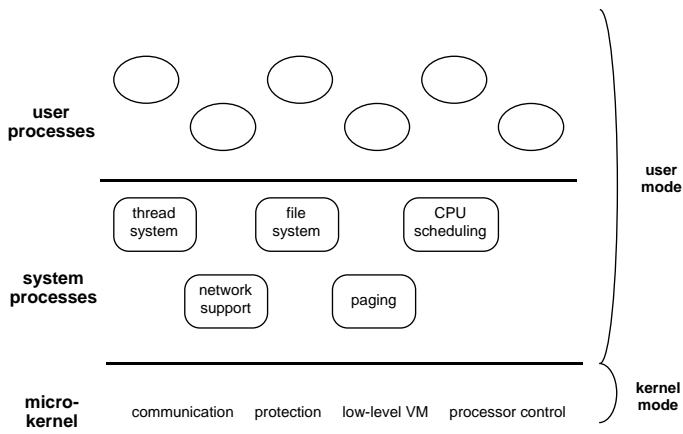 user
processes
user
mode
thread
system
file
system
CPU
scheduling
system
processes
network
support
paging
kernel
mode
micro-
kernel
communication protection low-level VM processor control